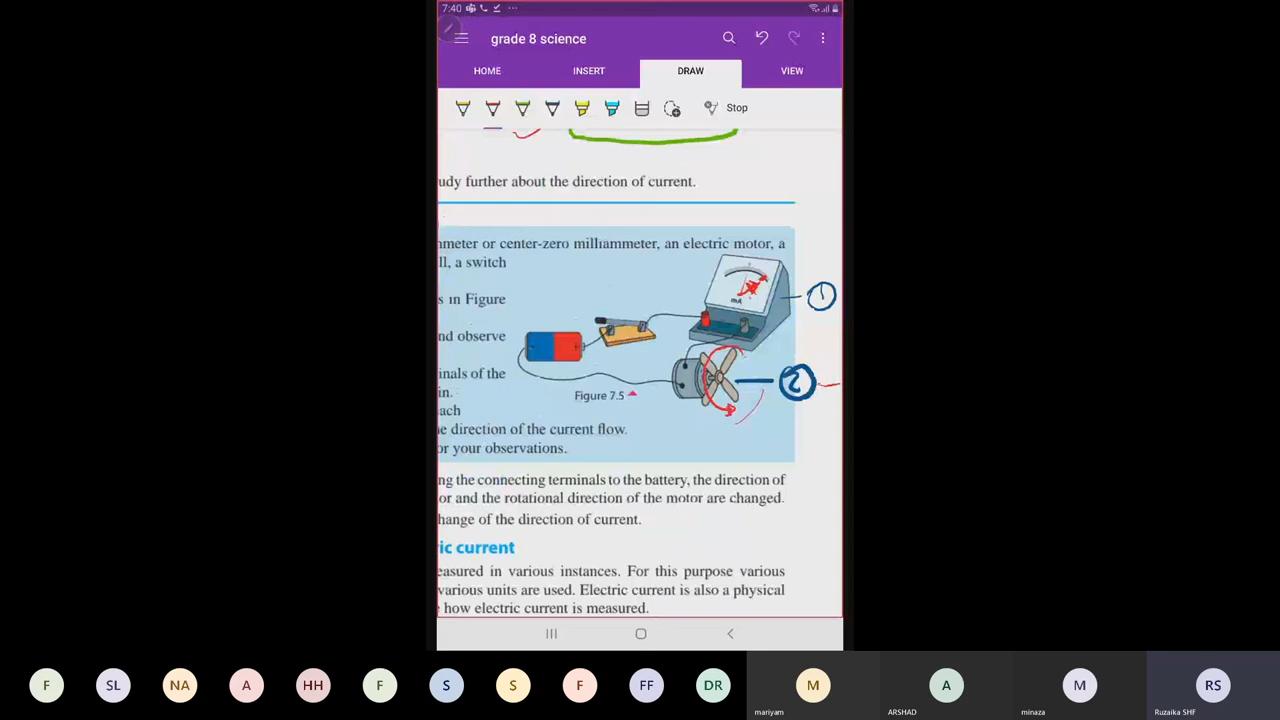 7:40
grade 8 science
HOME INSERT DRAW VIEW
Stop
udy further about the direction of current.
nmeter or center-zero milliammeter, an electric motor, a
ll, a switch
s in Figure
nd observe
inals of the
in.
ach
e direction of the current flow.
or your observations.
mA
1
2
Figure 7.5
ng the connecting terminals to the battery, the direction of
or and the rotational direction of the motor are changed.
hange of the direction of current.
ic current
easured in various instances. For this purpose various
various units are used. Electric current is also a physical
how electric current is measured.
F SL NA A HH F S S F FF DR M A M RS
mariyam ARSHAD minaza Ruzaika SHF